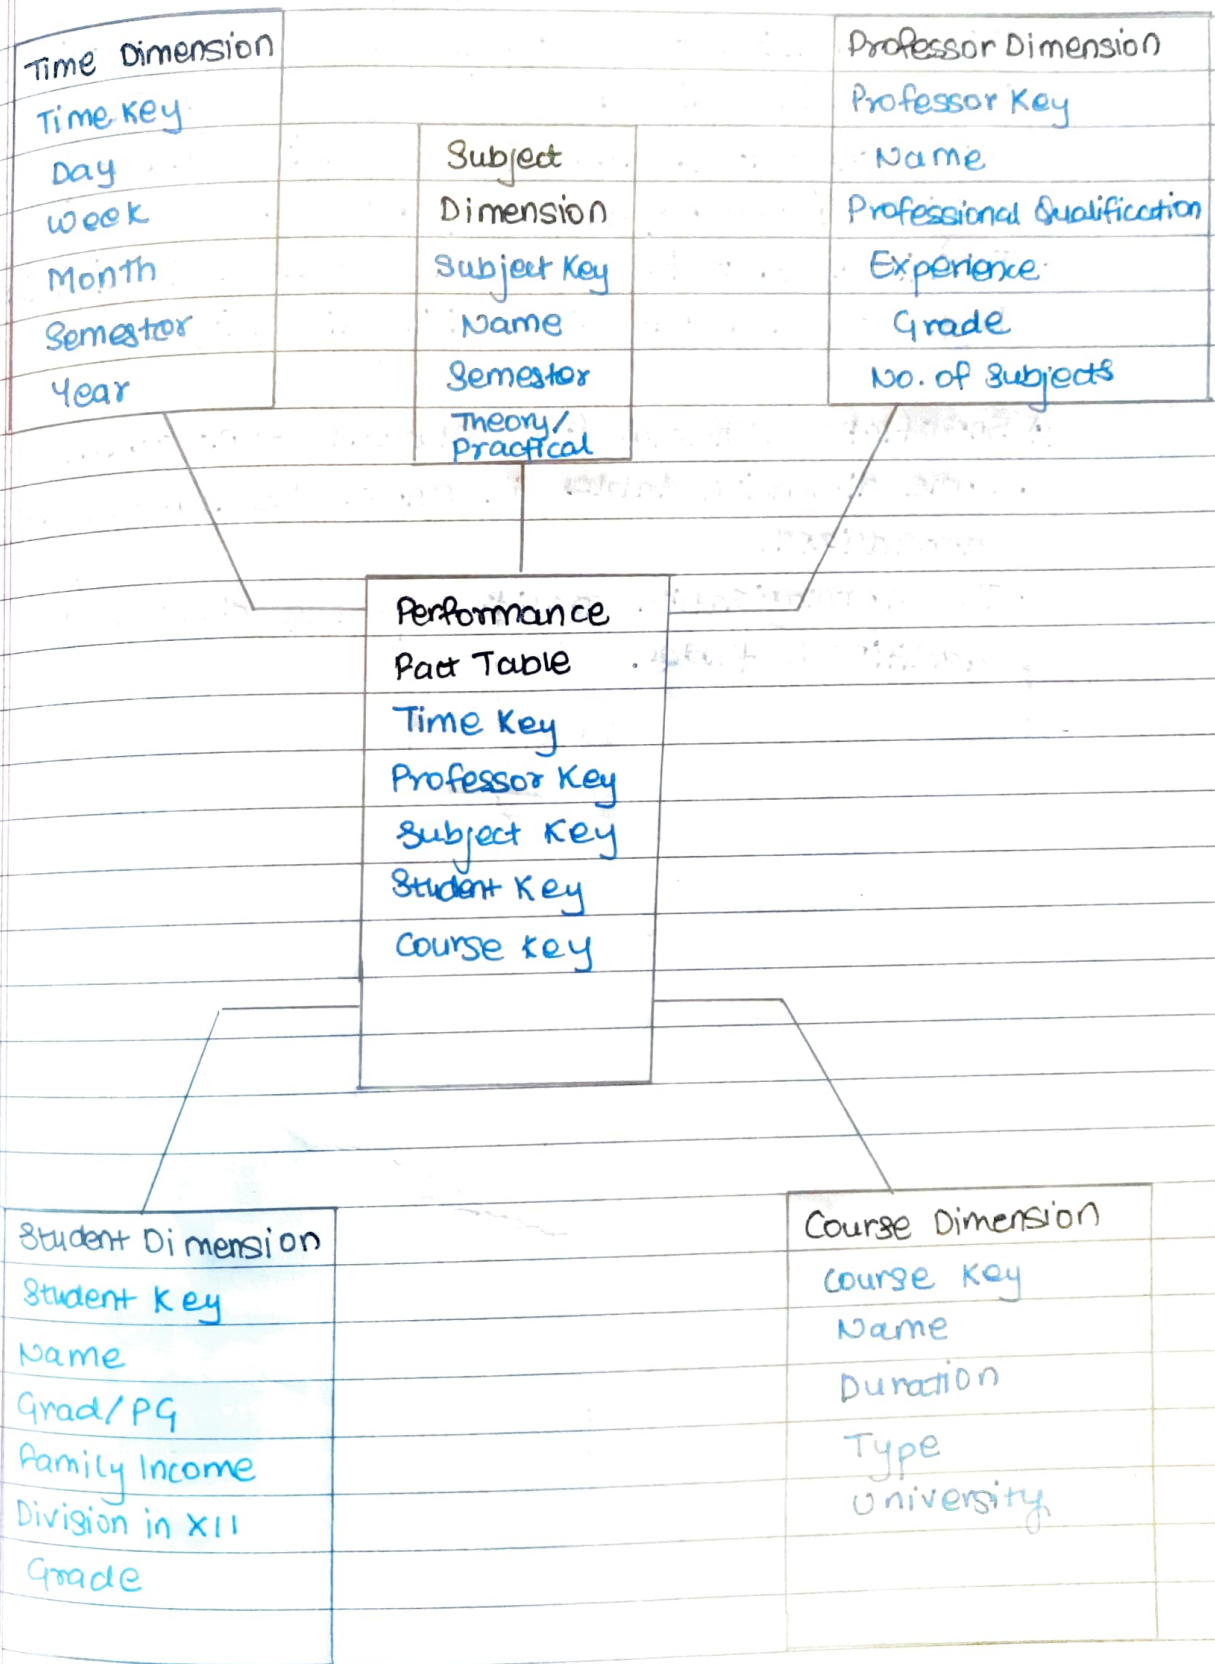 Time Dimension
Time Key
Day
Week
Month
Semestor
Year
Subject
Dimension
Subject Key
Name
Semestor
Theory/
Practical
Professor Dimension
Professor Key
Name
Professional Qualification
Experience
Grade
No. of Subjects
Performance
Fact Table
Time Key
Professor Key
Subject Key
Student Key
Course Key
Student Dimension
Student Key
Name
Grad/PG
Family Income
Division in XII
Grade
Course Dimension
Course Key
Name
Duration
Type
University